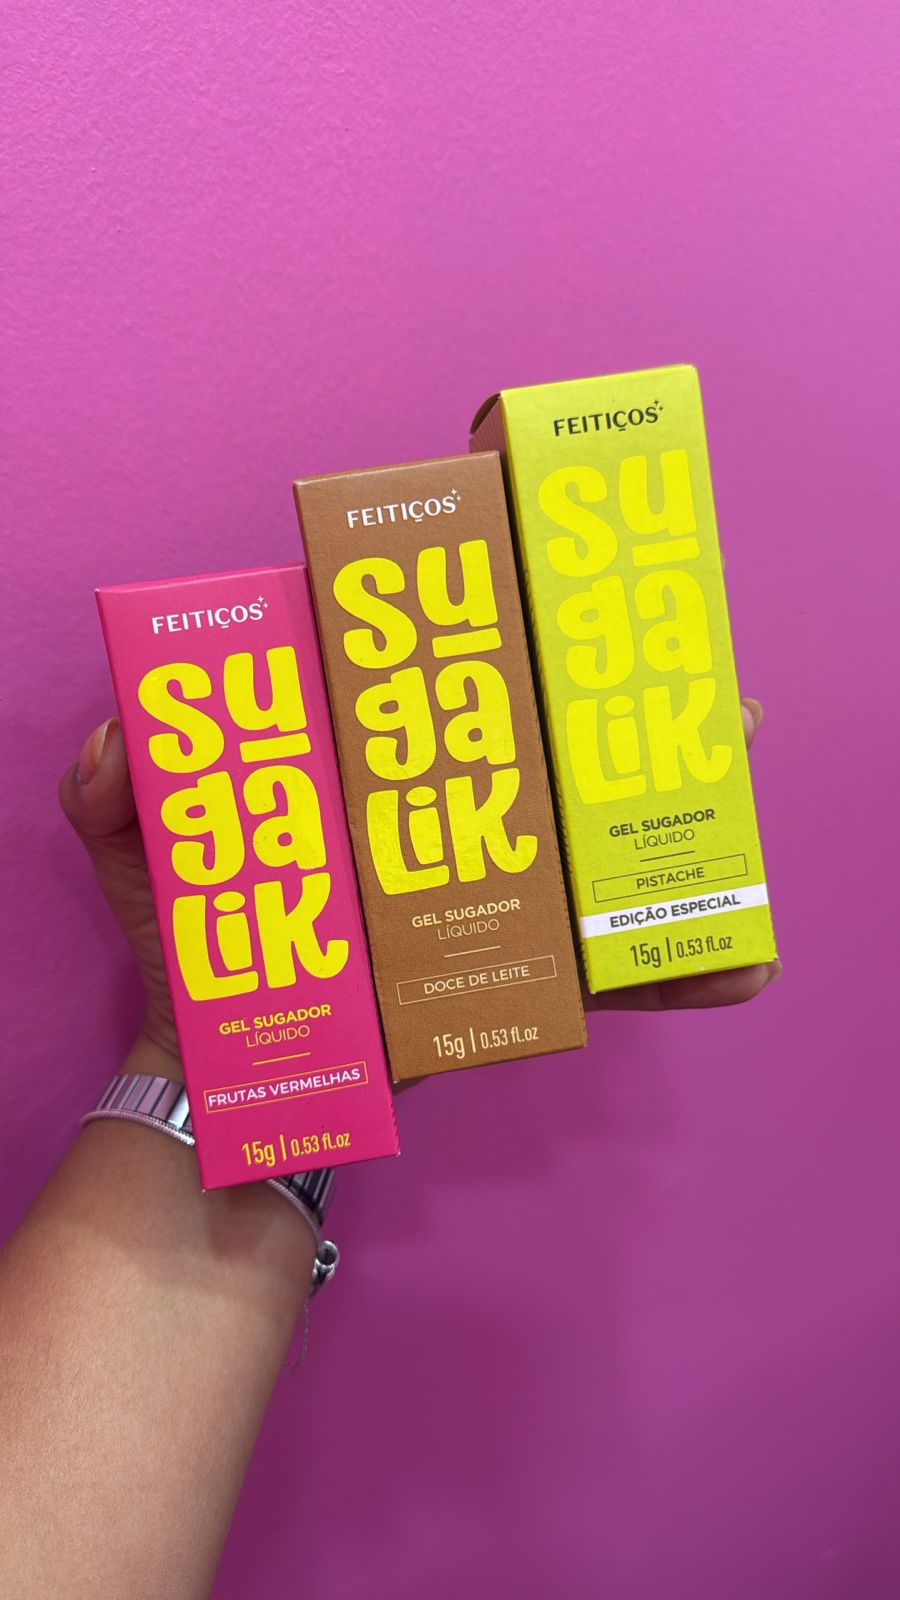 FEITIÇOS
Su
ga
Lik
GEL SUGADOR
LÍQUIDO
FRUTAS VERMELHAS
15g | 0.53 fl.oz
FEITIÇOS
Su
ga
Lik
GEL SUGADOR
LÍQUIDO
DOCE DE LEITE
15g | 0.53 fl.oz
FEITIÇOS
Su
ga
Lik
GEL SUGADOR
LÍQUIDO
PISTACHE
EDIÇÃO ESPECIAL
15g | 0.53 fl.oz